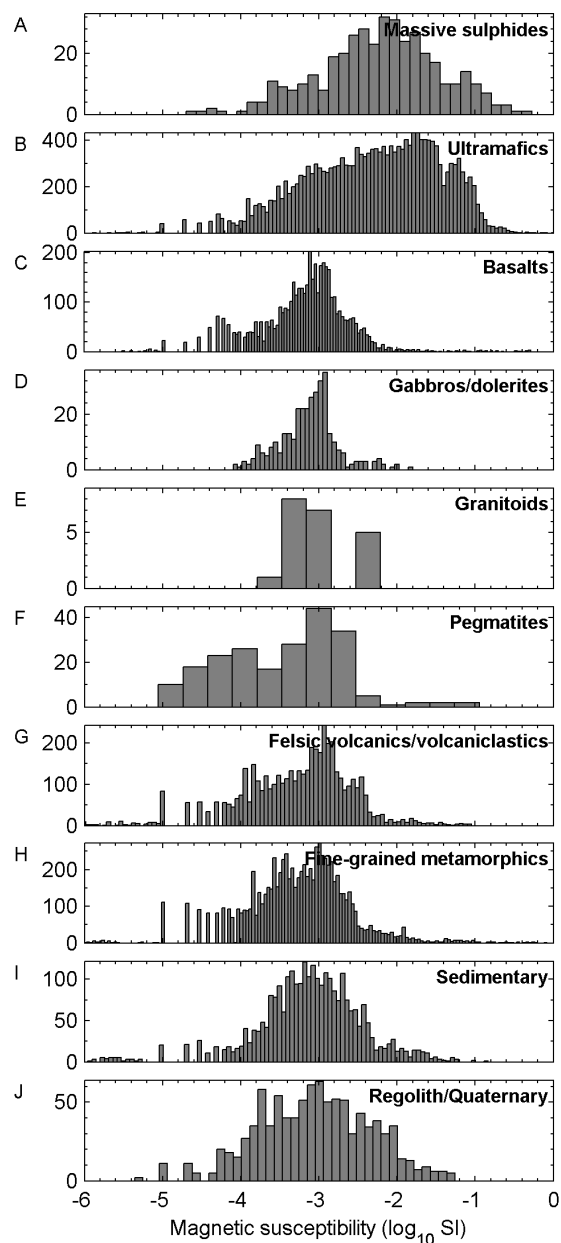 A
Massive sulphides
20
0
B
Ultramafics
400
200
0
C
Basalts
200
100
0
D
Gabbros/dolerites
20
0
E
Granitoids
5
0
F
Pegmatites
40
20
0
G
Felsic volcanics/volcaniclastics
200
100
0
H
Fine-grained metamorphics
200
100
0
I
Sedimentary
100
50
0
J
Regolith/Quaternary
50
0
-6 -5 -4 -3 -2 -1 0
Magnetic susceptibility (log10 SI)